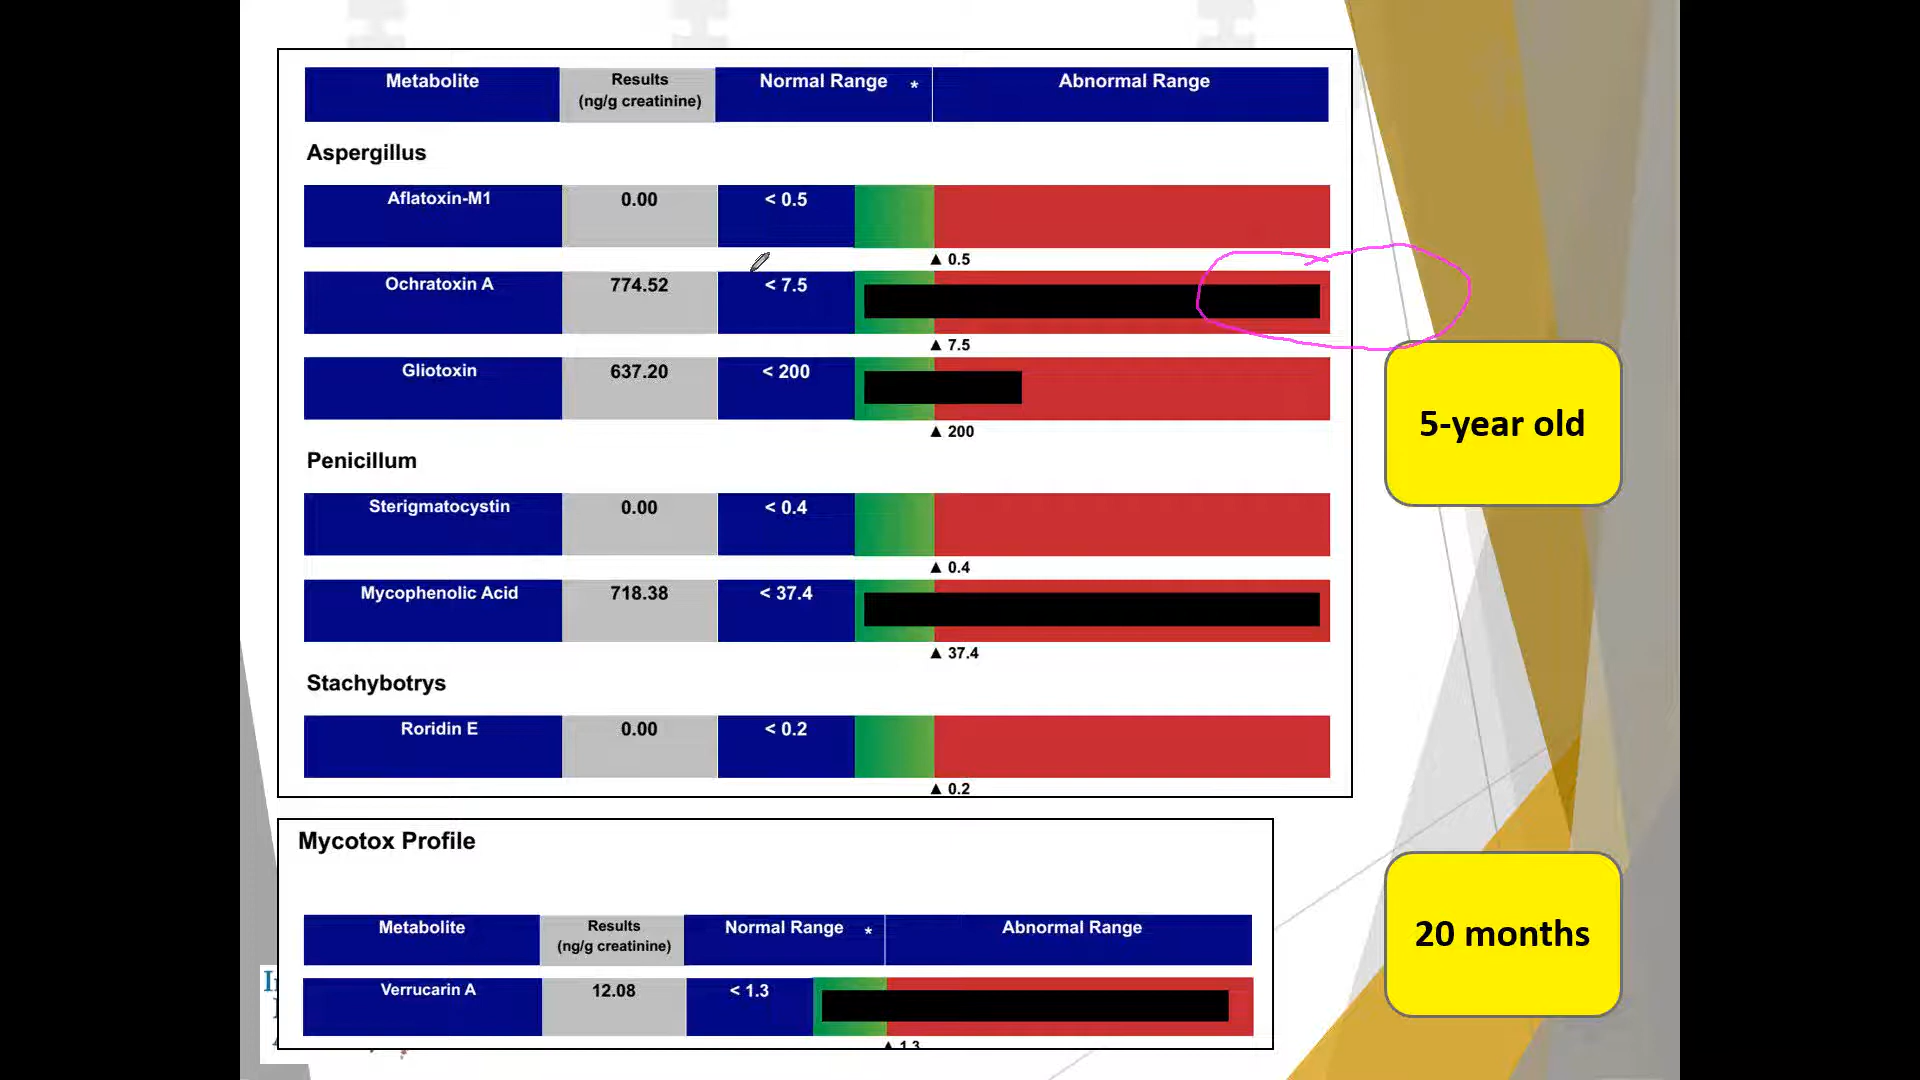 Metabolite
Results
(ng/g creatinine)
Normal Range *
Abnormal Range
Aspergillus
Aflatoxin-M1 0.00 < 0.5
▲ 0.5
Ochratoxin A 774.52 < 7.5
▲ 7.5
Gliotoxin 637.20 < 200
▲ 200
5-year old
Penicillum
Sterigmatocystin 0.00 < 0.4
▲ 0.4
Mycophenolic Acid 718.38 < 37.4
▲ 37.4
Stachybotrys
Roridin E 0.00 < 0.2
▲ 0.2
Mycotox Profile
Metabolite
Results
(ng/g creatinine)
Normal Range *
Abnormal Range
20 months
Verrucarin A 12.08 < 1.3
▲ 1.3